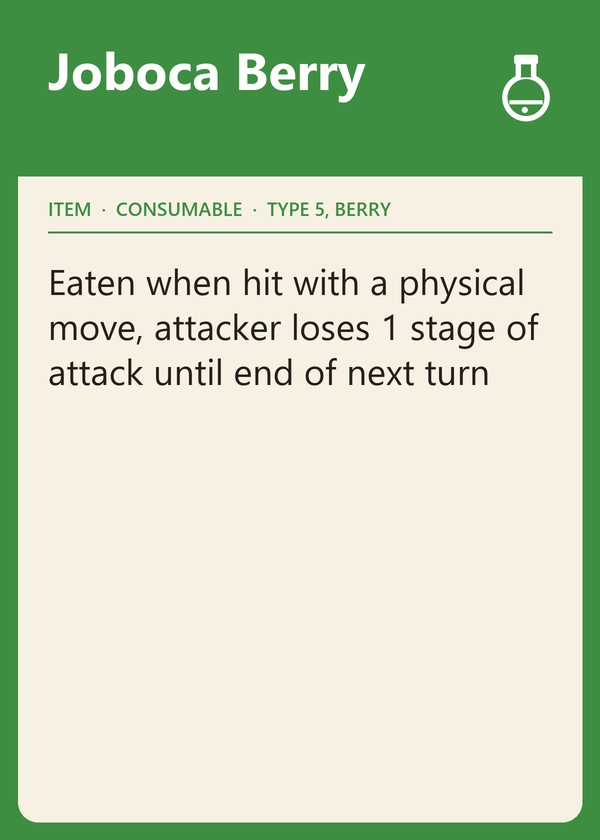 Joboca Berry
ITEM · CONSUMABLE · TYPE 5, BERRY
Eaten when hit with a physical
move, attacker loses 1 stage of
attack until end of next turn